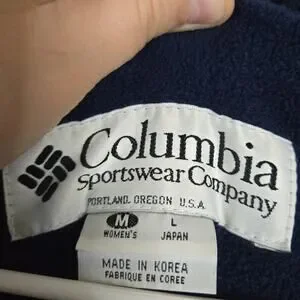 Columbia
Sportswear Company
PORTLAND, OREGON U.S.A.
M L
WOMEN'S JAPAN
MADE IN KOREA
FABRIQUE EN COREE